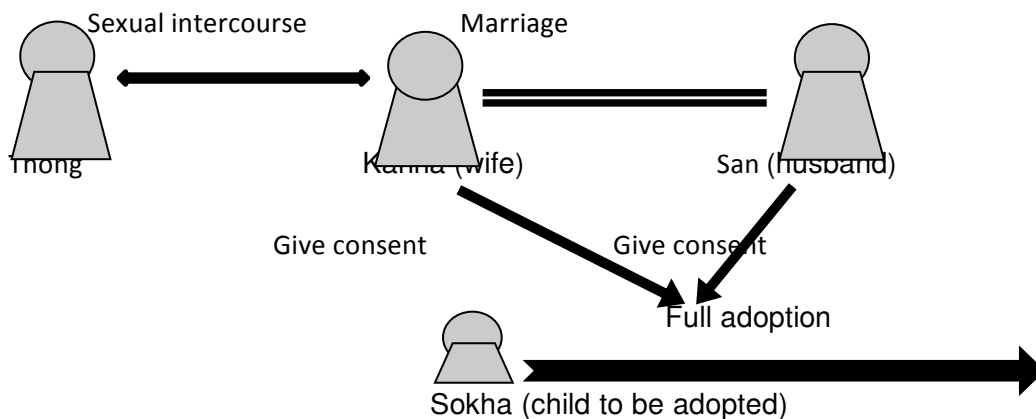 Sexual intercourse
Marriage
Thong
Kanha (wife)
San (husband)
Give consent
Give consent
Full adoption
Sokha (child to be adopted)